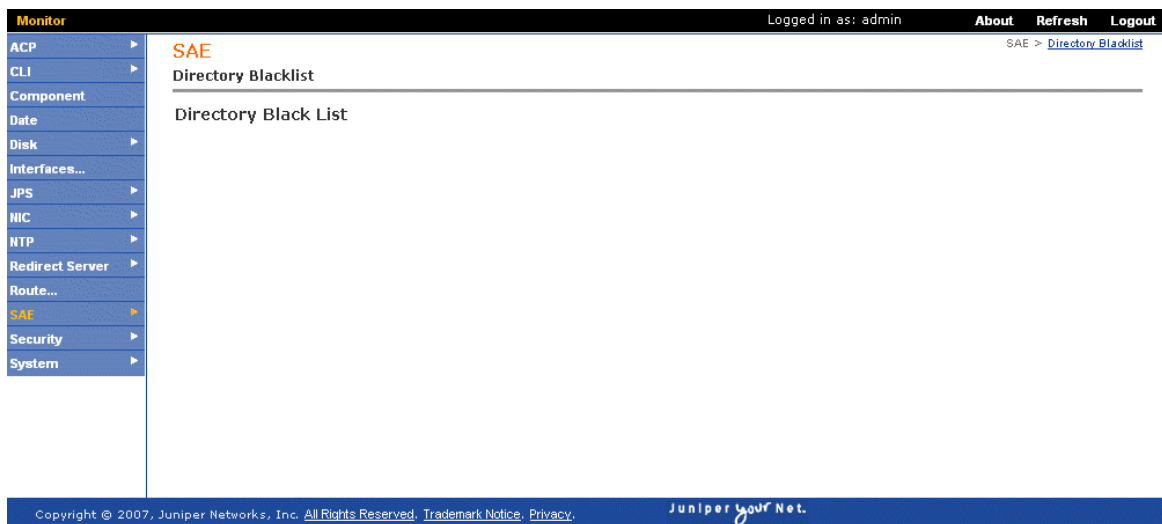 Monitor
Logged in as: admin About Refresh Logout
ACP
CLI
Component
Date
Disk
Interfaces...
JPS
NIC
NTP
Redirect Server
Route...
SAE
Security
System
SAE > Directory Blacklist
SAE
Directory Blacklist
Directory Black List
Copyright © 2007, Juniper Networks, Inc. All Rights Reserved. Trademark Notice. Privacy.
Juniper your Net.